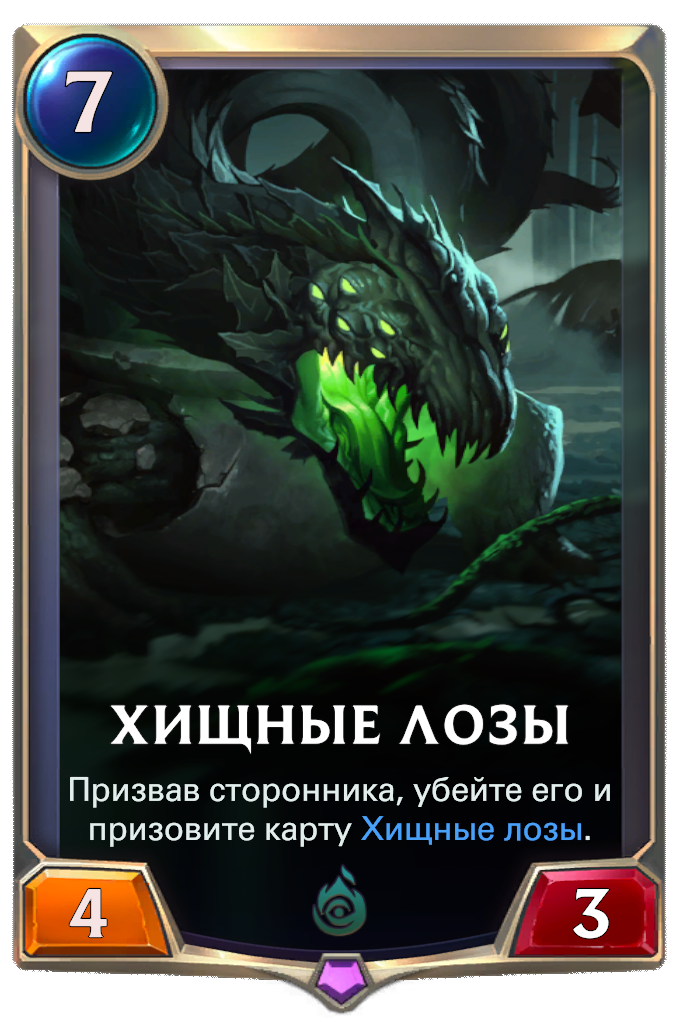 7
ХИЩНЫЕ ЛОЗЫ
Призвав сторонника, убейте его и
призовите карту Хищные лозы.
4
3